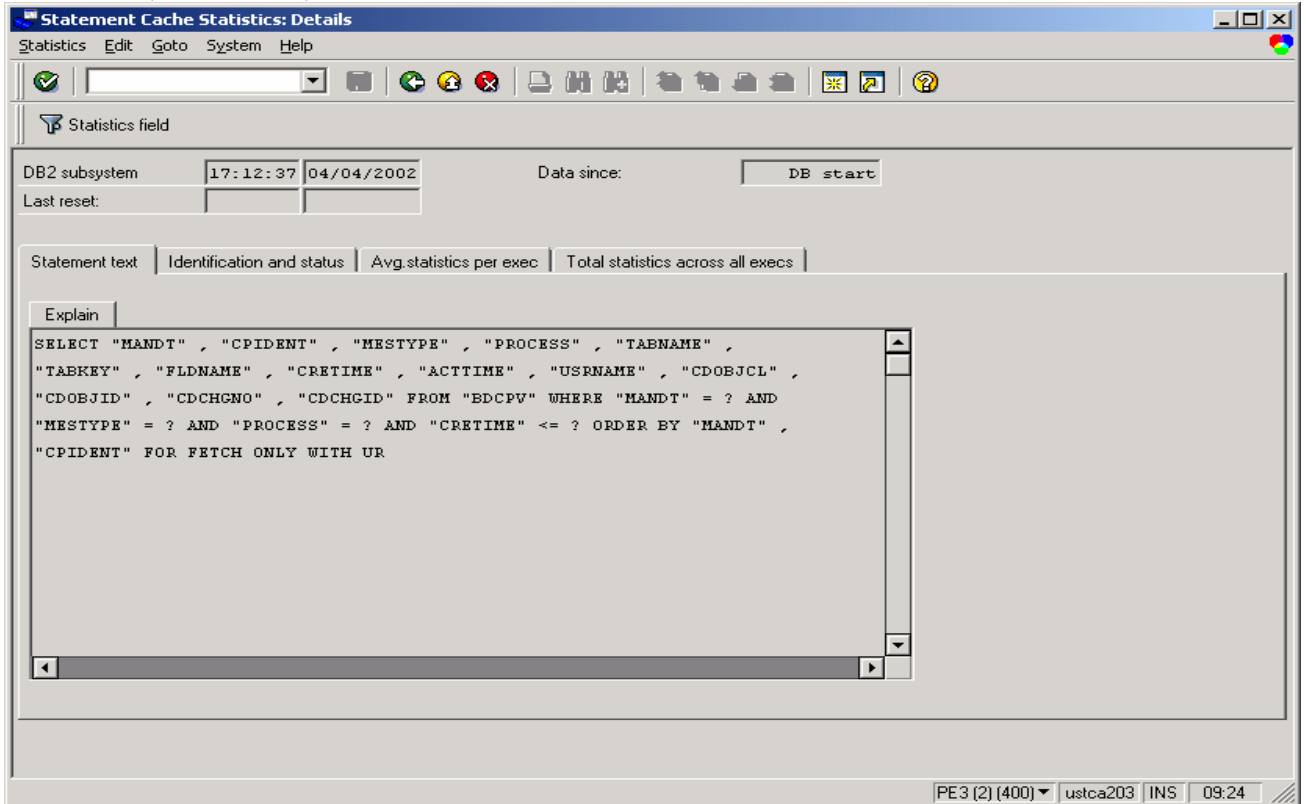 Statement Cache Statistics: Details
Statistics Edit Goto System Help
Statistics field
DB2 subsystem 17:12:37 04/04/2002 Data since: DB start
Last reset:
Statement text Identification and status Avg.statistics per exec Total statistics across all execs
Explain
SELECT "MANDT" , "CPIDENT" , "MESTYPE" , "PROCESS" , "TABNAME" ,
"TABKEY" , "FLDNAME" , "CRETIME" , "ACTTIME" , "USRNAME" , "CDOBJCL" ,
"CDOBJID" , "CDCHGNO" , "CDCHGID" FROM "BDCPV" WHERE "MANDT" = ? AND
"MESTYPE" = ? AND "PROCESS" = ? AND "CRETIME" <= ? ORDER BY "MANDT" ,
"CPIDENT" FOR FETCH ONLY WITH UR
PE3 (2) (400) ustca203 INS 09:24